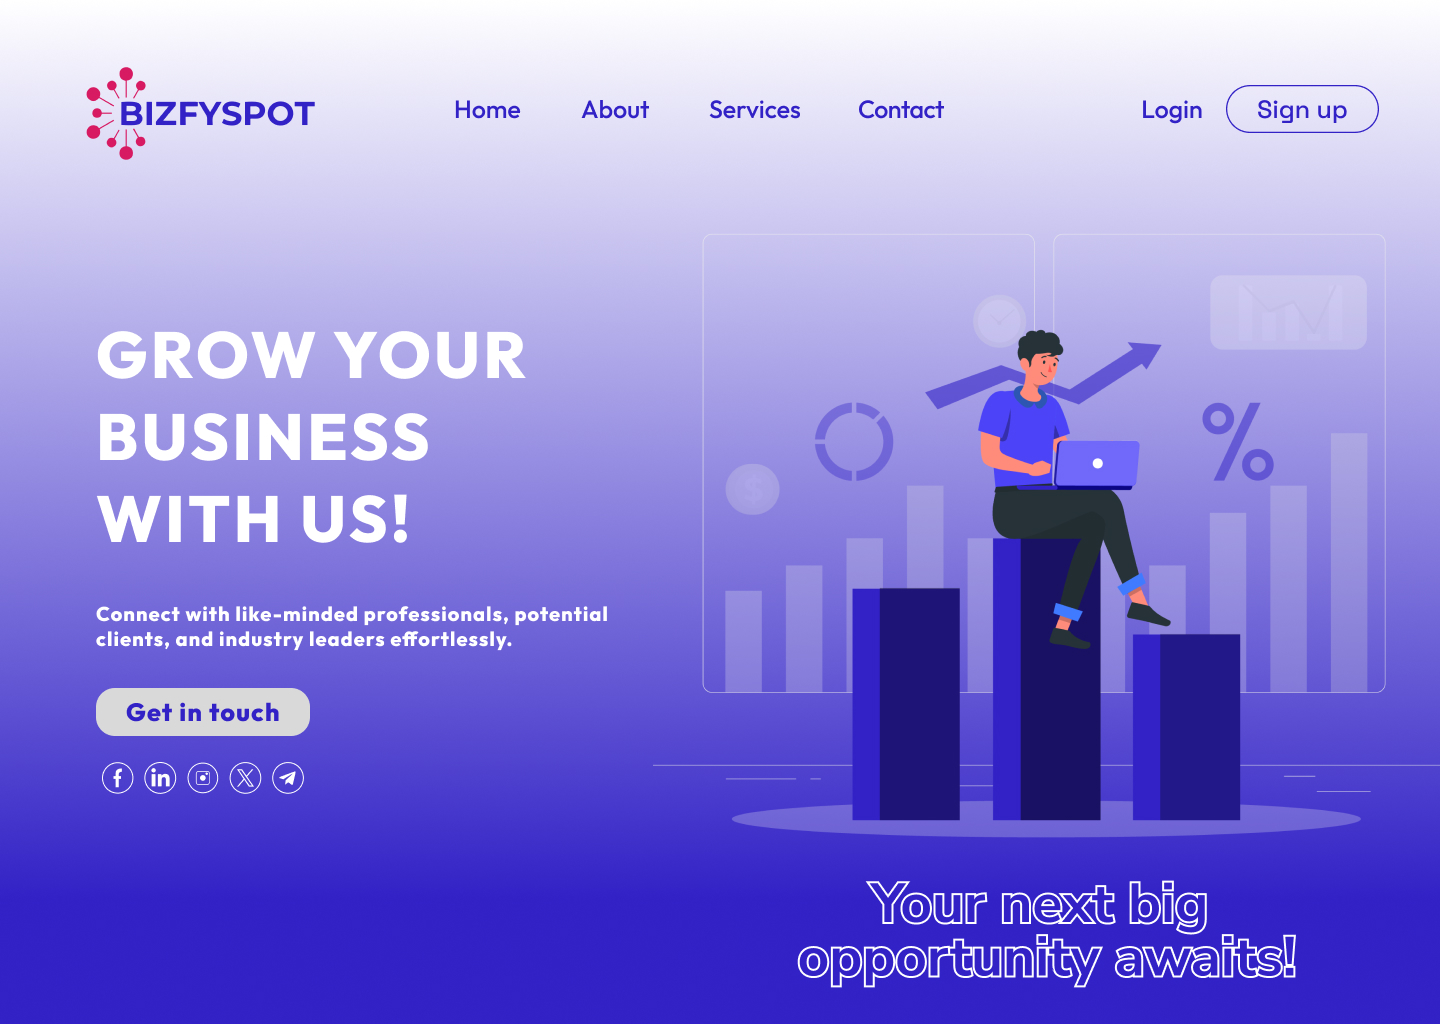 BIZFYSPOT
Home About Services Contact Login Sign up
GROW YOUR
BUSINESS
WITH US!
Connect with like-minded professionals, potential
clients, and industry leaders effortlessly.
Get in touch
$
%
Your next big
opportunity awaits!